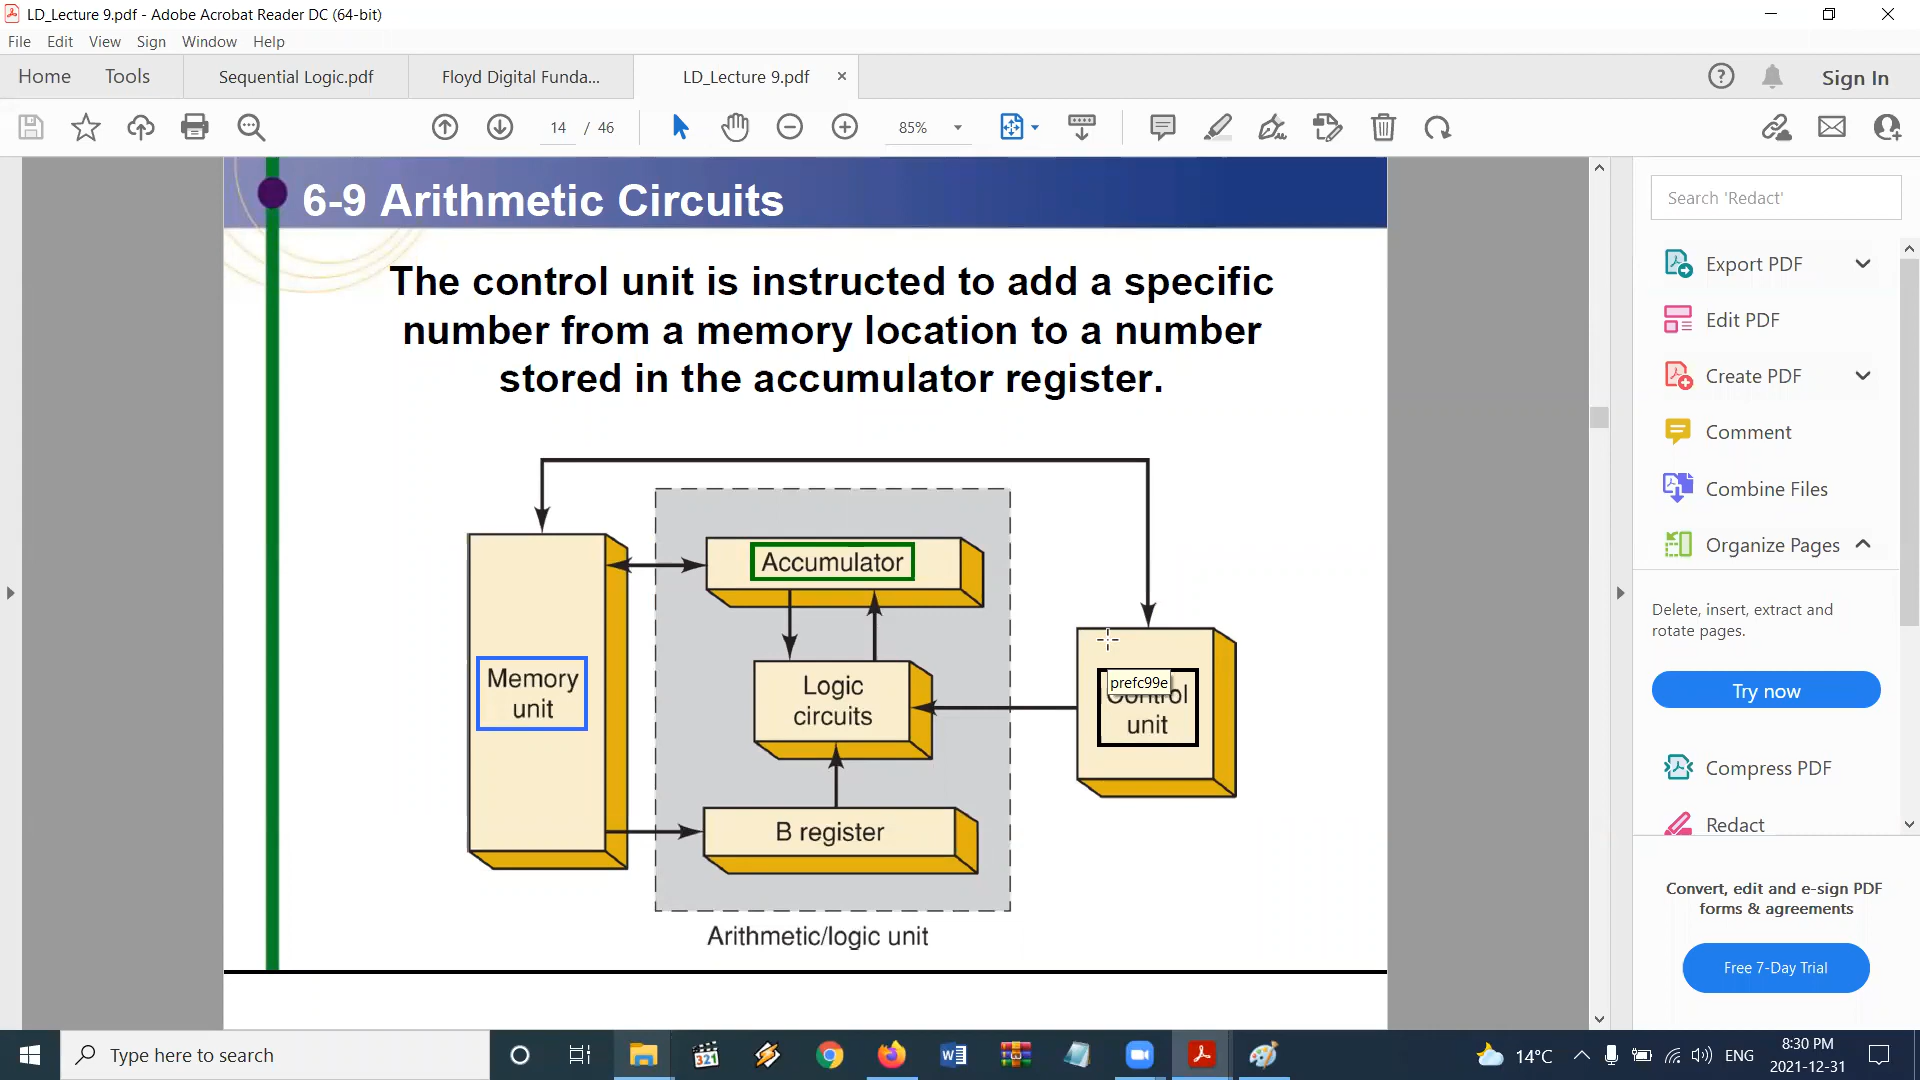 LD_Lecture 9.pdf - Adobe Acrobat Reader DC (64-bit)
File Edit View Sign Window Help
Home Tools Sequential Logic.pdf Floyd Digital Funda... LD_Lecture 9.pdf × ? Sign In
14 / 46 85%
6-9 Arithmetic Circuits
The control unit is instructed to add a specific
number from a memory location to a number
stored in the accumulator register.
Accumulator
Memory
unit
Logic
circuits
prefc99e
Control
unit
B register
Arithmetic/logic unit
Search 'Redact'
Export PDF
Edit PDF
Create PDF
Comment
Combine Files
Organize Pages
Delete, insert, extract and
rotate pages.
Try now
Compress PDF
Redact
Convert, edit and e-sign PDF
forms & agreements
Free 7-Day Trial
Type here to search
321
14°C
ENG
8:30 PM
2021-12-31